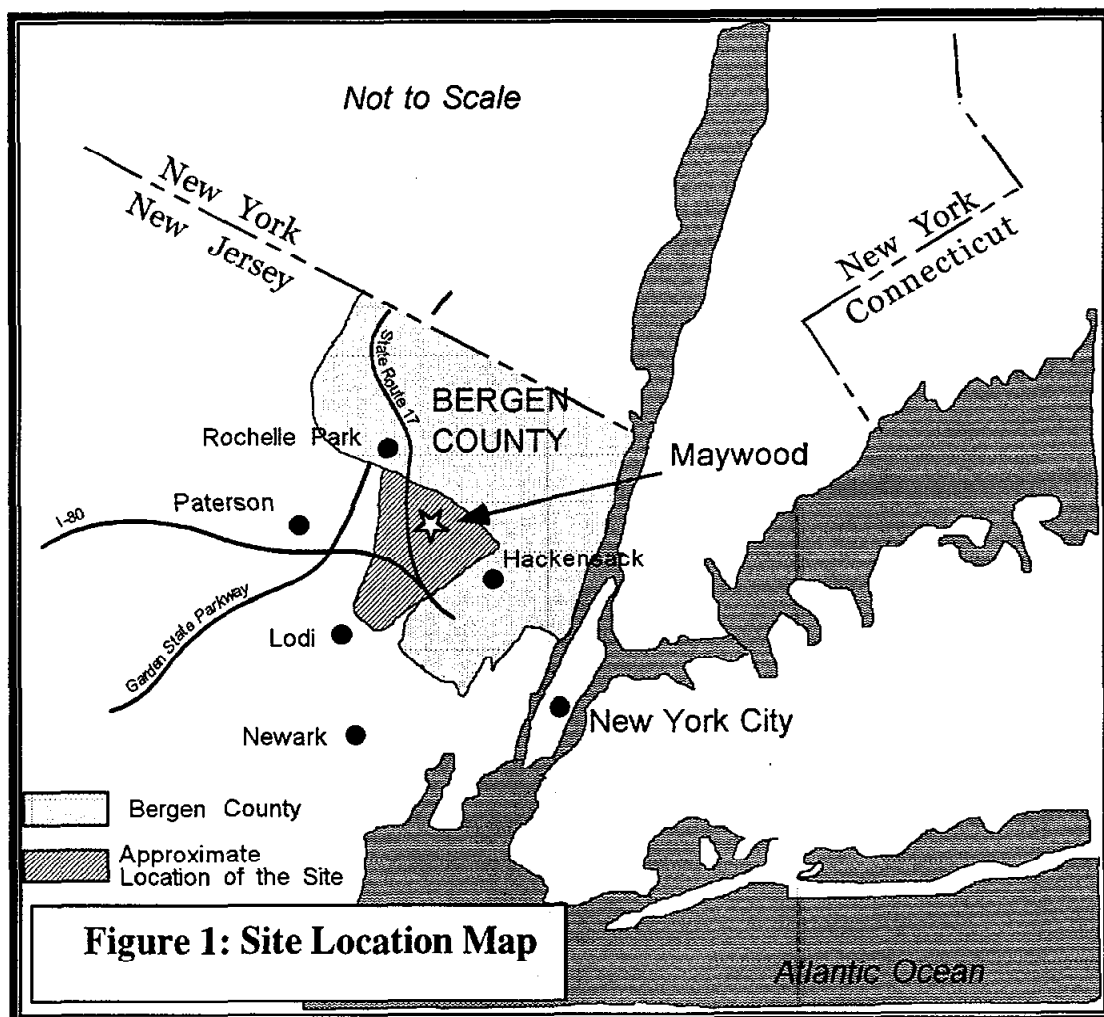 Not to Scale
New York
New Jersey
New York
Connecticut
State Route 17
BERGEN
COUNTY
Rochelle Park
Maywood
Paterson
I-80
Hackensack
Garden State Parkway
Lodi
New York City
Newark
Bergen County
Approximate
Location of the Site
Figure 1: Site Location Map
Atlantic Ocean